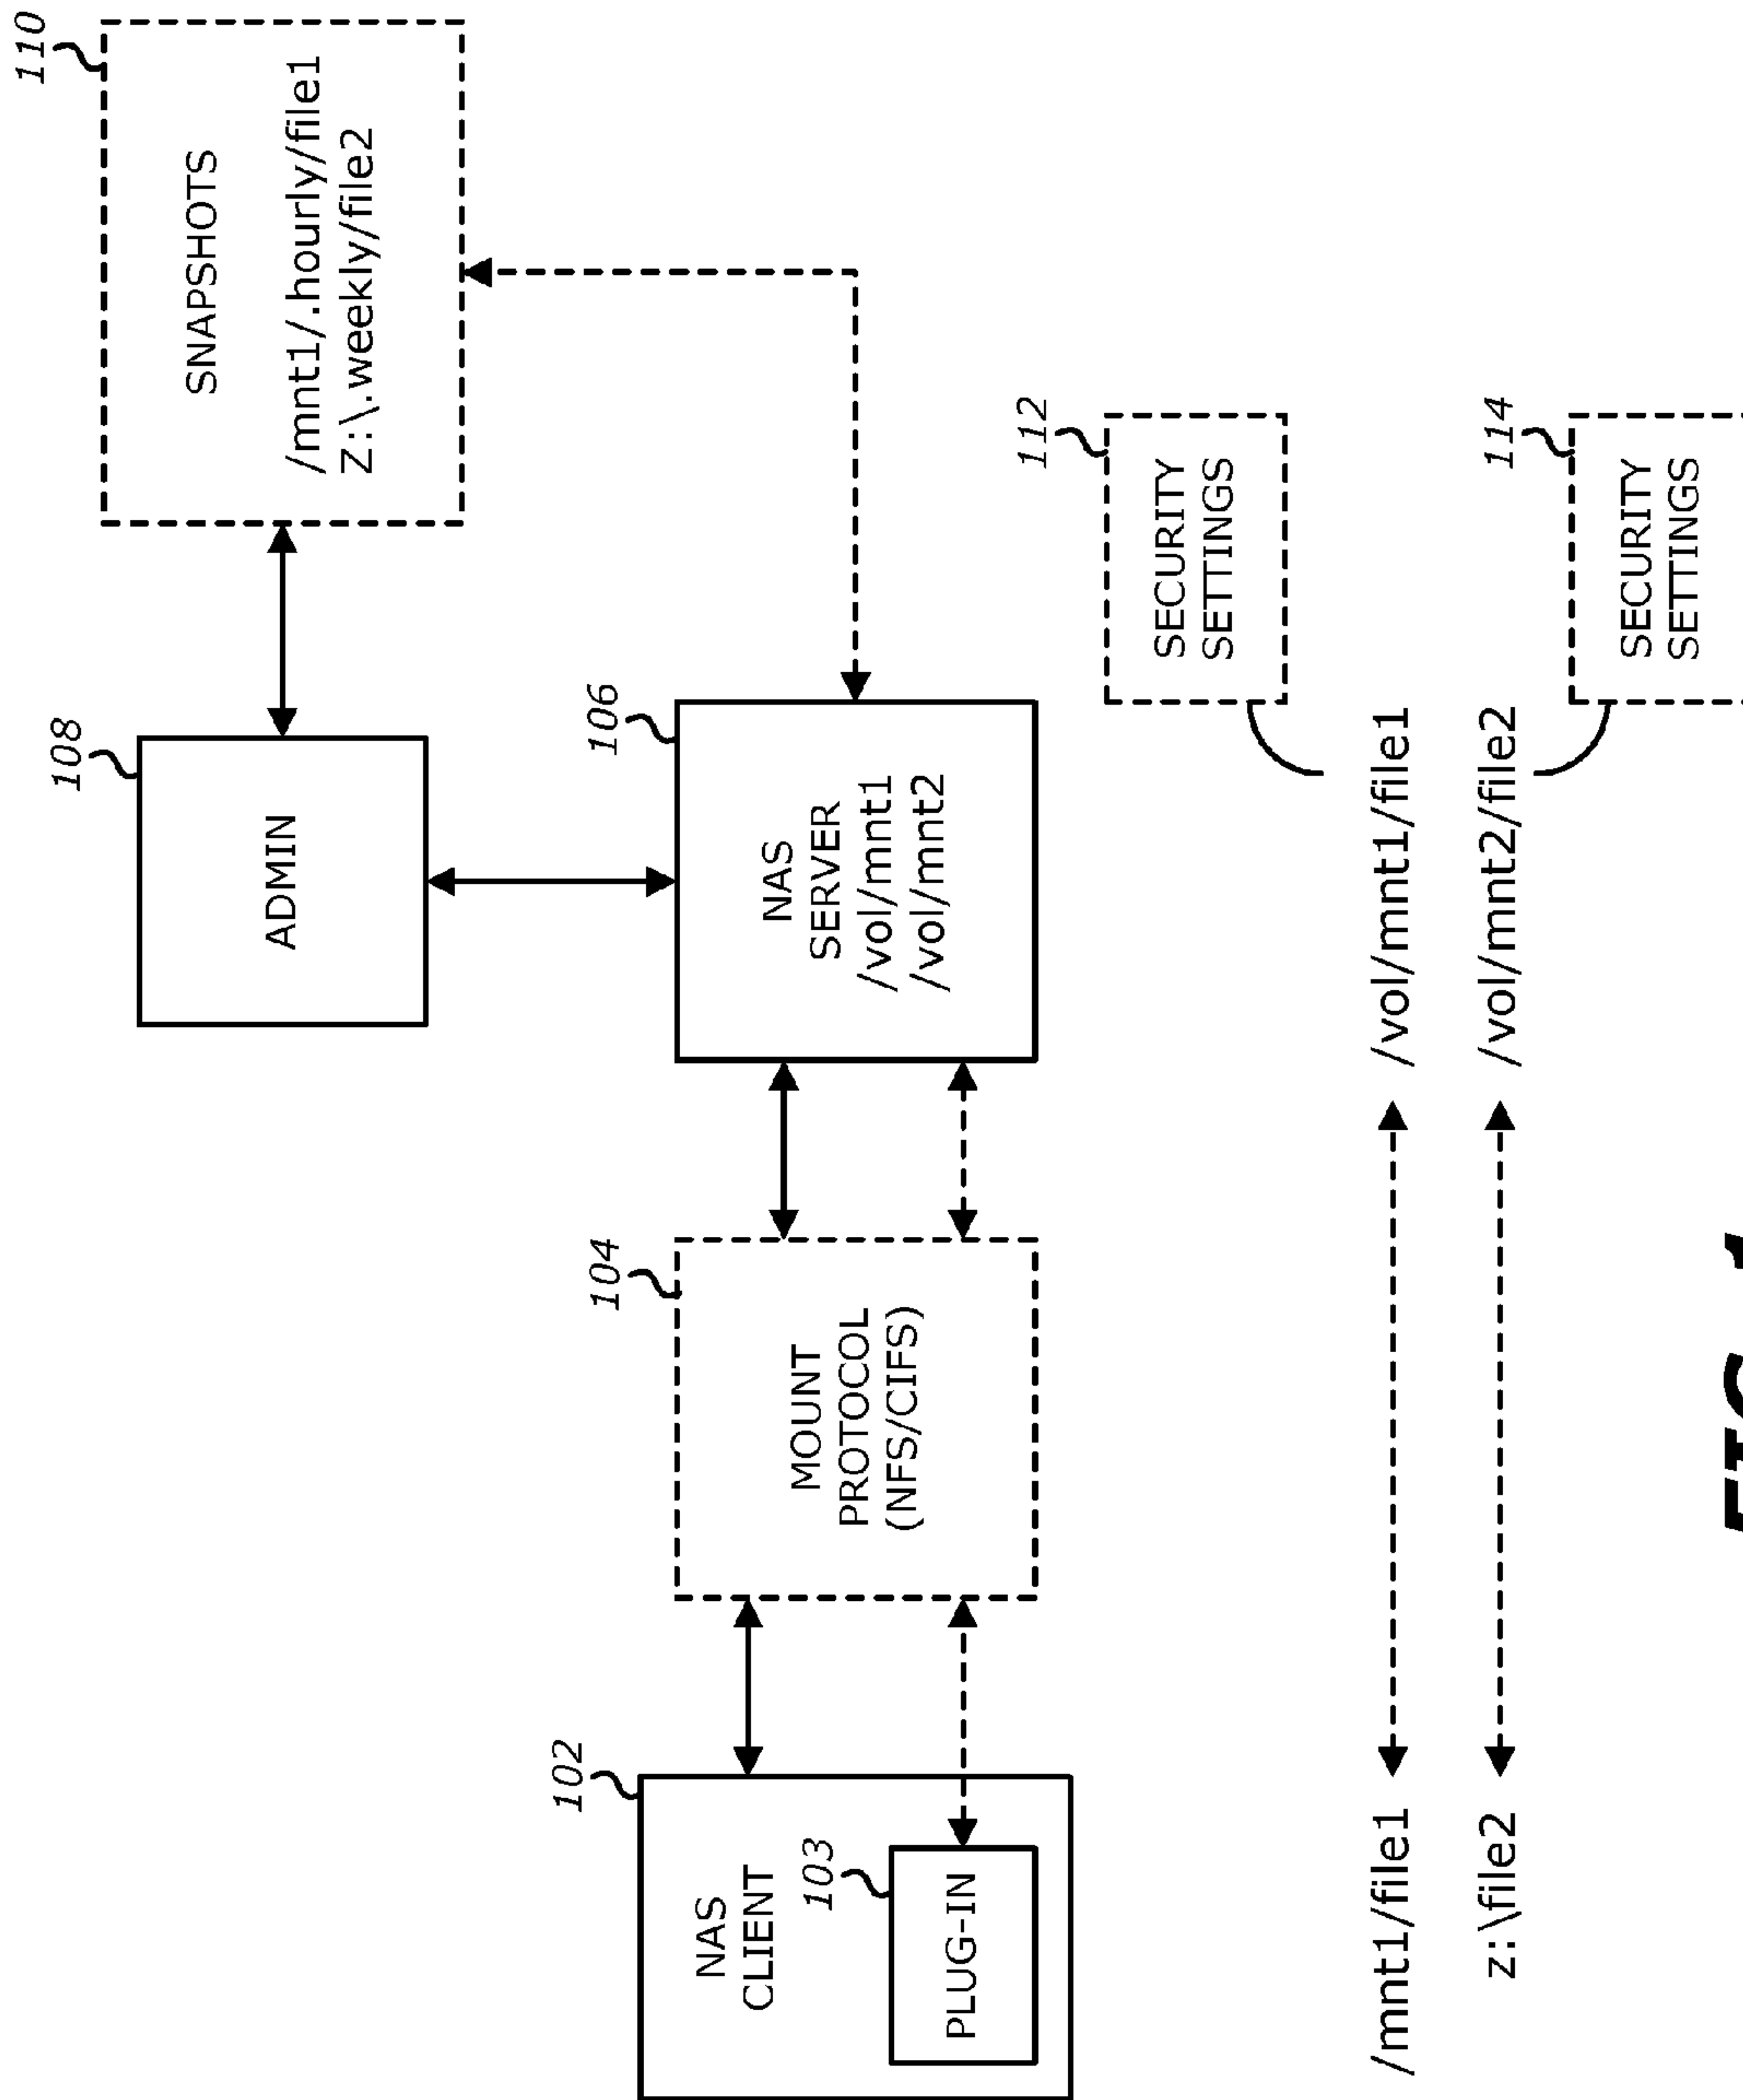 110
SNAPSHOTS
/mnt1/.hourly/file1
z:\.weekly/file2
108
ADMIN
102
NAS
CLIENT
103
PLUG-IN
104
MOUNT
PROTOCOL
(NFS/CIFS)
106
NAS
SERVER
/vol/mnt1
/vol/mnt2
112
SECURITY
SETTINGS
/mnt1/file1
/vol/mnt1/file1
z:\file2
/vol/mnt2/file2
114
SECURITY
SETTINGS